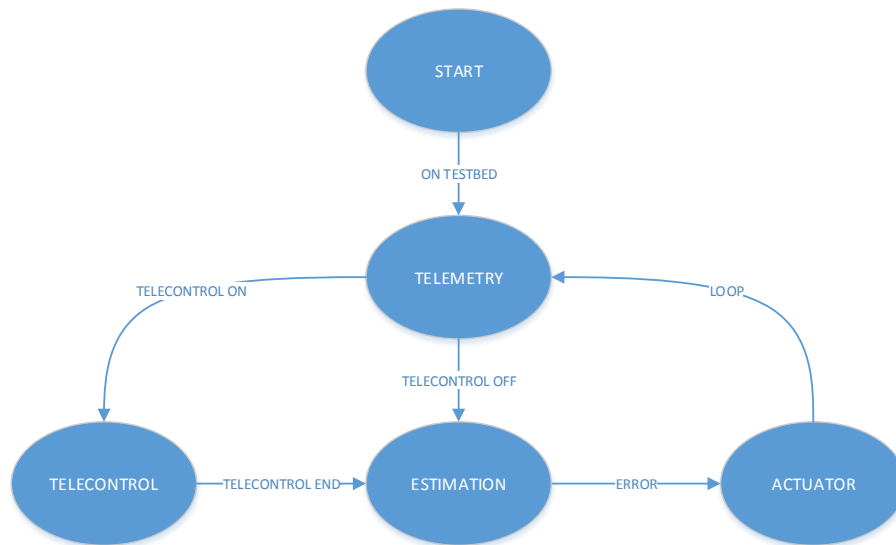 START
ON TESTBED
TELEMETRY
TELECONTROL ON
LOOP
TELECONTROL OFF
TELECONTROL
TELECONTROL END
ESTIMATION
ERROR
ACTUATOR